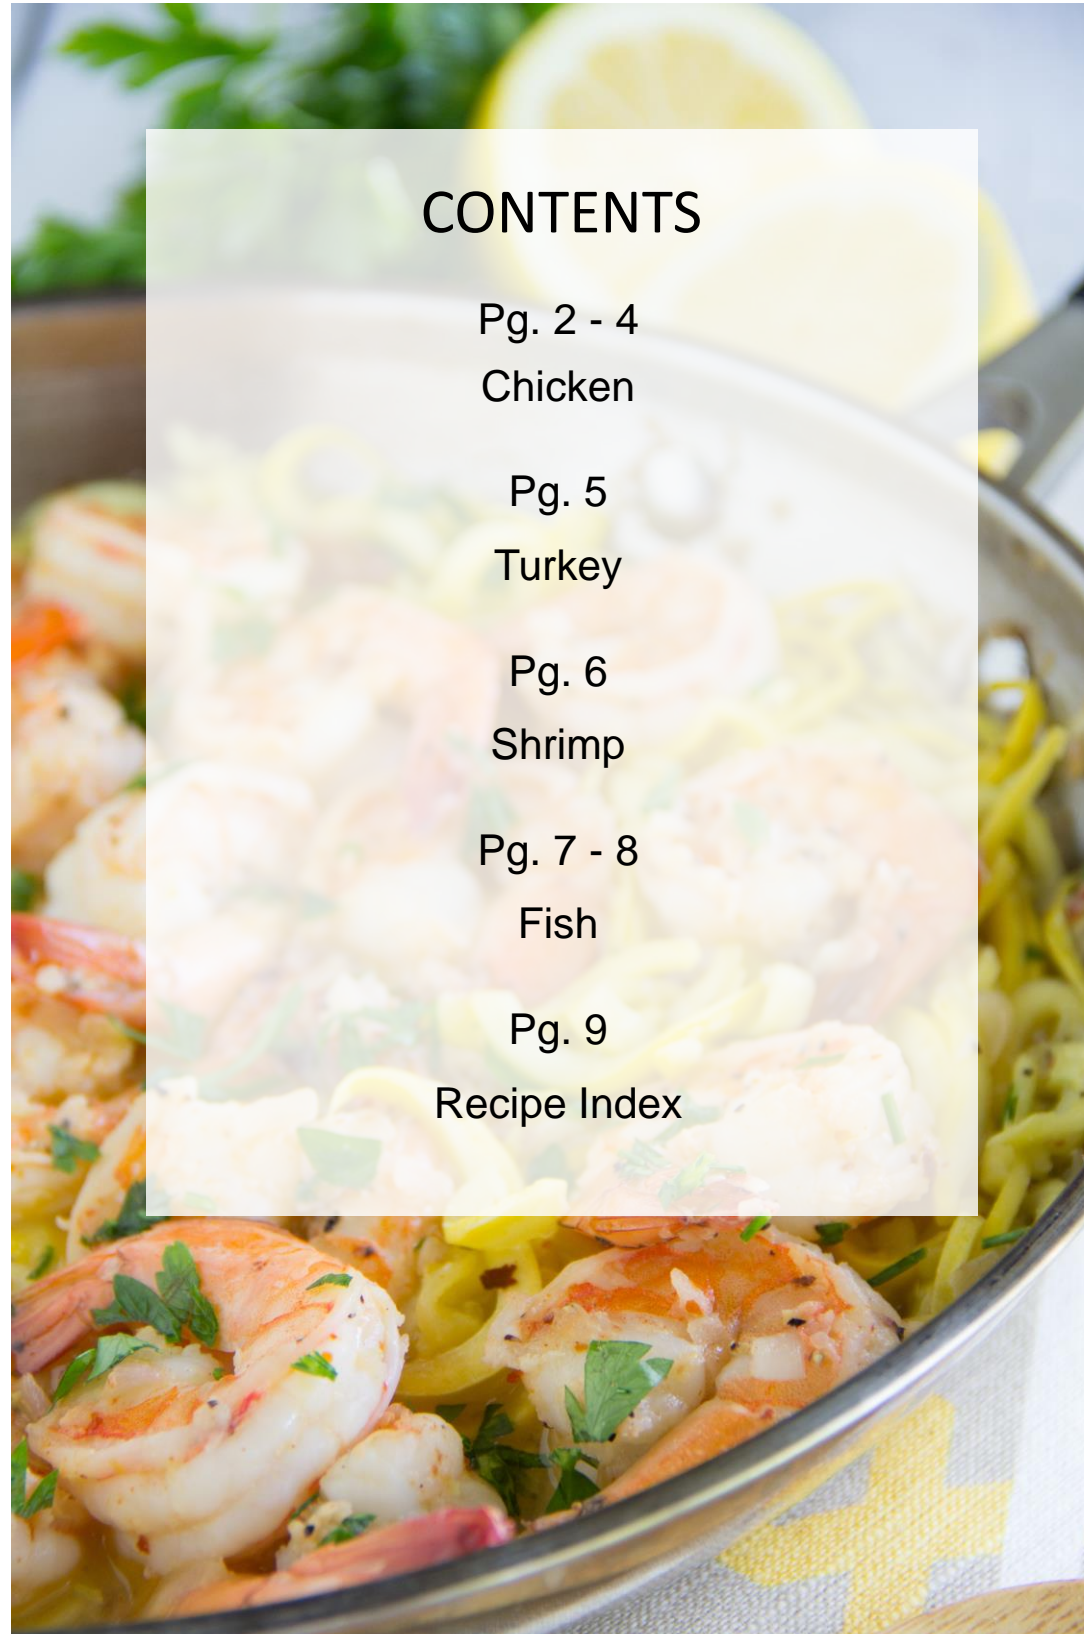 CONTENTS
Pg. 2 - 4
Chicken
Pg. 5
Turkey
Pg. 6
Shrimp
Pg. 7 - 8
Fish
Pg. 9
Recipe Index